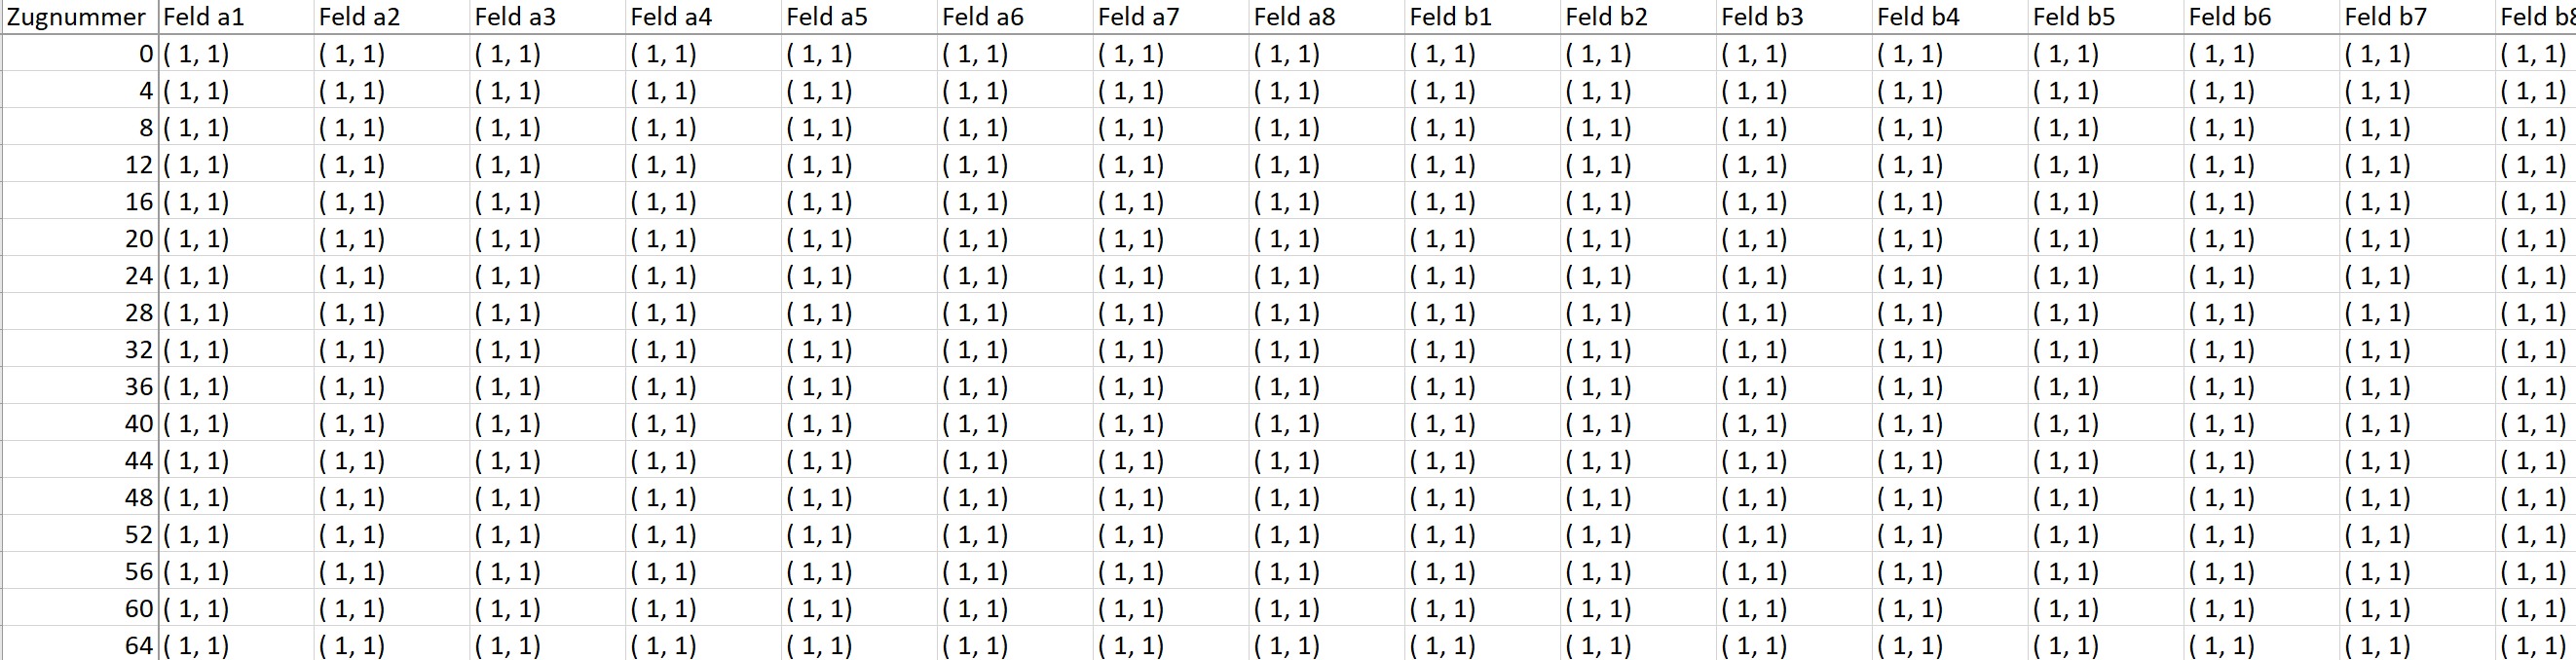 Zugnummer Feld a1 Feld a2 Feld a3 Feld a4 Feld a5 Feld a6 Feld a7 Feld a8 Feld b1 Feld b2 Feld b3 Feld b4 Feld b5 Feld b6 Feld b7 Feld b8
0 ( 1, 1) ( 1, 1) ( 1, 1) ( 1, 1) ( 1, 1) ( 1, 1) ( 1, 1) ( 1, 1) ( 1, 1) ( 1, 1) ( 1, 1) ( 1, 1) ( 1, 1) ( 1, 1) ( 1, 1) ( 1, 1)
4 ( 1, 1) ( 1, 1) ( 1, 1) ( 1, 1) ( 1, 1) ( 1, 1) ( 1, 1) ( 1, 1) ( 1, 1) ( 1, 1) ( 1, 1) ( 1, 1) ( 1, 1) ( 1, 1) ( 1, 1) ( 1, 1)
8 ( 1, 1) ( 1, 1) ( 1, 1) ( 1, 1) ( 1, 1) ( 1, 1) ( 1, 1) ( 1, 1) ( 1, 1) ( 1, 1) ( 1, 1) ( 1, 1) ( 1, 1) ( 1, 1) ( 1, 1) ( 1, 1)
12 ( 1, 1) ( 1, 1) ( 1, 1) ( 1, 1) ( 1, 1) ( 1, 1) ( 1, 1) ( 1, 1) ( 1, 1) ( 1, 1) ( 1, 1) ( 1, 1) ( 1, 1) ( 1, 1) ( 1, 1) ( 1, 1)
16 ( 1, 1) ( 1, 1) ( 1, 1) ( 1, 1) ( 1, 1) ( 1, 1) ( 1, 1) ( 1, 1) ( 1, 1) ( 1, 1) ( 1, 1) ( 1, 1) ( 1, 1) ( 1, 1) ( 1, 1) ( 1, 1)
20 ( 1, 1) ( 1, 1) ( 1, 1) ( 1, 1) ( 1, 1) ( 1, 1) ( 1, 1) ( 1, 1) ( 1, 1) ( 1, 1) ( 1, 1) ( 1, 1) ( 1, 1) ( 1, 1) ( 1, 1) ( 1, 1)
24 ( 1, 1) ( 1, 1) ( 1, 1) ( 1, 1) ( 1, 1) ( 1, 1) ( 1, 1) ( 1, 1) ( 1, 1) ( 1, 1) ( 1, 1) ( 1, 1) ( 1, 1) ( 1, 1) ( 1, 1) ( 1, 1)
28 ( 1, 1) ( 1, 1) ( 1, 1) ( 1, 1) ( 1, 1) ( 1, 1) ( 1, 1) ( 1, 1) ( 1, 1) ( 1, 1) ( 1, 1) ( 1, 1) ( 1, 1) ( 1, 1) ( 1, 1) ( 1, 1)
32 ( 1, 1) ( 1, 1) ( 1, 1) ( 1, 1) ( 1, 1) ( 1, 1) ( 1, 1) ( 1, 1) ( 1, 1) ( 1, 1) ( 1, 1) ( 1, 1) ( 1, 1) ( 1, 1) ( 1, 1) ( 1, 1)
36 ( 1, 1) ( 1, 1) ( 1, 1) ( 1, 1) ( 1, 1) ( 1, 1) ( 1, 1) ( 1, 1) ( 1, 1) ( 1, 1) ( 1, 1) ( 1, 1) ( 1, 1) ( 1, 1) ( 1, 1) ( 1, 1)
40 ( 1, 1) ( 1, 1) ( 1, 1) ( 1, 1) ( 1, 1) ( 1, 1) ( 1, 1) ( 1, 1) ( 1, 1) ( 1, 1) ( 1, 1) ( 1, 1) ( 1, 1) ( 1, 1) ( 1, 1) ( 1, 1)
44 ( 1, 1) ( 1, 1) ( 1, 1) ( 1, 1) ( 1, 1) ( 1, 1) ( 1, 1) ( 1, 1) ( 1, 1) ( 1, 1) ( 1, 1) ( 1, 1) ( 1, 1) ( 1, 1) ( 1, 1) ( 1, 1)
48 ( 1, 1) ( 1, 1) ( 1, 1) ( 1, 1) ( 1, 1) ( 1, 1) ( 1, 1) ( 1, 1) ( 1, 1) ( 1, 1) ( 1, 1) ( 1, 1) ( 1, 1) ( 1, 1) ( 1, 1) ( 1, 1)
52 ( 1, 1) ( 1, 1) ( 1, 1) ( 1, 1) ( 1, 1) ( 1, 1) ( 1, 1) ( 1, 1) ( 1, 1) ( 1, 1) ( 1, 1) ( 1, 1) ( 1, 1) ( 1, 1) ( 1, 1) ( 1, 1)
56 ( 1, 1) ( 1, 1) ( 1, 1) ( 1, 1) ( 1, 1) ( 1, 1) ( 1, 1) ( 1, 1) ( 1, 1) ( 1, 1) ( 1, 1) ( 1, 1) ( 1, 1) ( 1, 1) ( 1, 1) ( 1, 1)
60 ( 1, 1) ( 1, 1) ( 1, 1) ( 1, 1) ( 1, 1) ( 1, 1) ( 1, 1) ( 1, 1) ( 1, 1) ( 1, 1) ( 1, 1) ( 1, 1) ( 1, 1) ( 1, 1) ( 1, 1) ( 1, 1)
64 ( 1, 1) ( 1, 1) ( 1, 1) ( 1, 1) ( 1, 1) ( 1, 1) ( 1, 1) ( 1, 1) ( 1, 1) ( 1, 1) ( 1, 1) ( 1, 1) ( 1, 1) ( 1, 1) ( 1, 1) ( 1, 1)